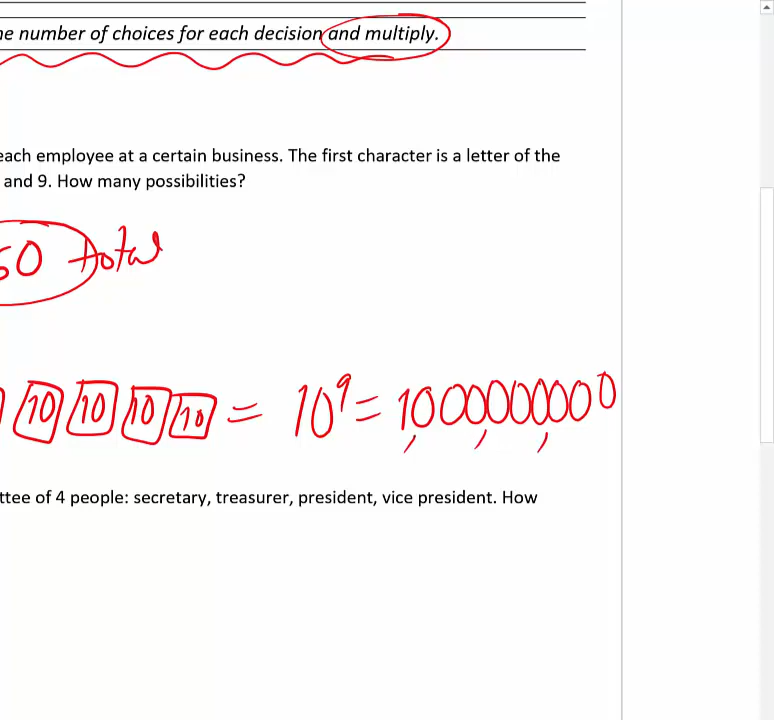 ne number of choices for each decision and multiply.
each employee at a certain business. The first character is a letter of the
and 9. How many possibilities?
60 total
10 10 10 10 = 10⁹ = 1,000,000,000
ttee of 4 people: secretary, treasurer, president, vice president. How